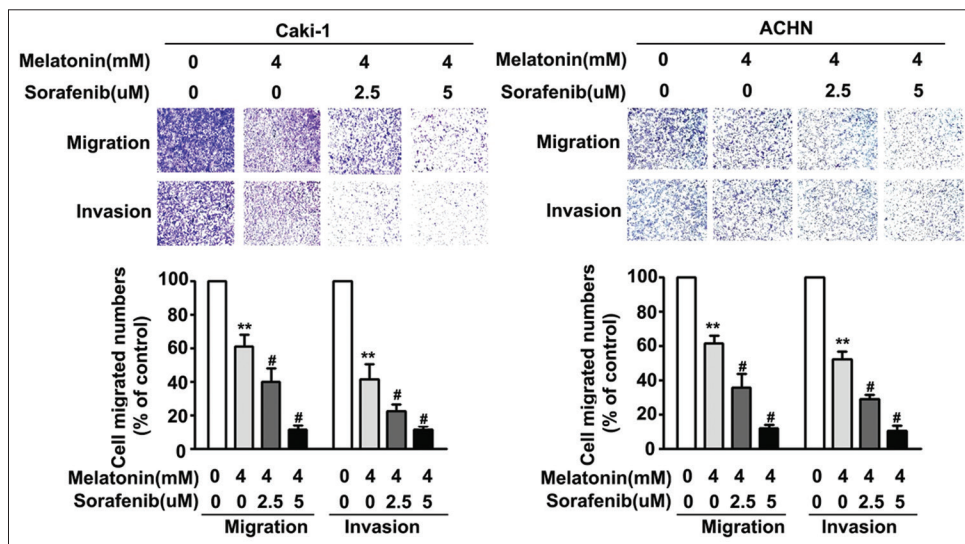 Caki-1
Melatonin(mM) 0 4 4 4
Sorafenib(uM) 0 0 2.5 5
Migration
Invasion
Cell migrated numbers
(% of control)
100
80
60
40
20
0
** # # ** # #
Melatonin(mM) 0 4 4 4 0 4 4 4
Sorafenib(uM) 0 0 2.5 5 0 0 2.5 5
Migration Invasion
ACHN
Melatonin(mM) 0 4 4 4
Sorafenib(uM) 0 0 2.5 5
Migration
Invasion
Cell migrated numbers
(% of control)
100
80
60
40
20
0
** # # ** # #
Melatonin(mM) 0 4 4 4 0 4 4 4
Sorafenib(uM) 0 0 2.5 5 0 0 2.5 5
Migration Invasion